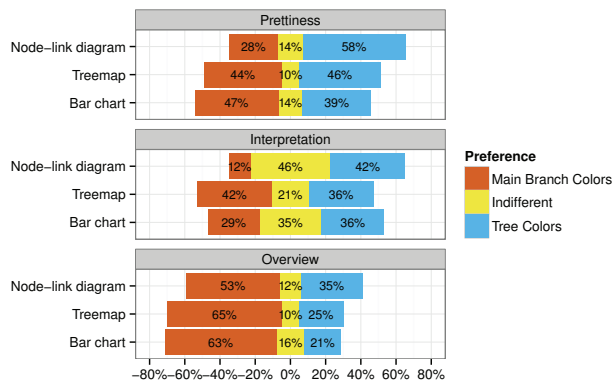 Prettiness
Node-link diagram 28% 14% 58%
Treemap 44% 10% 46%
Bar chart 47% 14% 39%
Interpretation
Node-link diagram 12% 46% 42%
Treemap 42% 21% 36%
Bar chart 29% 35% 36%
Preference
Main Branch Colors
Indifferent
Tree Colors
Overview
Node-link diagram 53% 12% 35%
Treemap 65% 10% 25%
Bar chart 63% 16% 21%
-80% -60% -40% -20% 0% 20% 40% 60% 80%